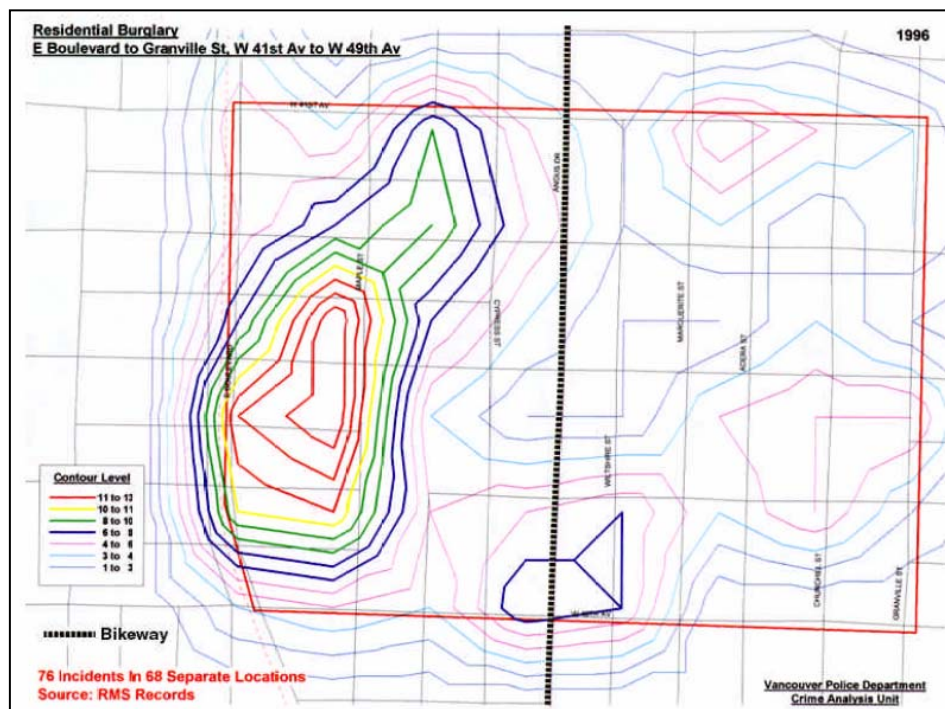 Residential Burglary
E Boulevard to Granville St, W 41st Av to W 49th Av
1996
W 41ST AV
ANGUS DR
MAPLE ST
CYPRESS ST
MARGUERITE ST
ADERA ST
E BOULEVARD
WILTSHIRE ST
CHURCHILL ST
GRANVILLE ST
W 49TH AV
Contour Level
11 to 13
10 to 11
8 to 10
6 to 8
4 to 6
3 to 4
1 to 3
Bikeway
76 Incidents In 68 Separate Locations
Source: RMS Records
Vancouver Police Department
Crime Analysis Unit